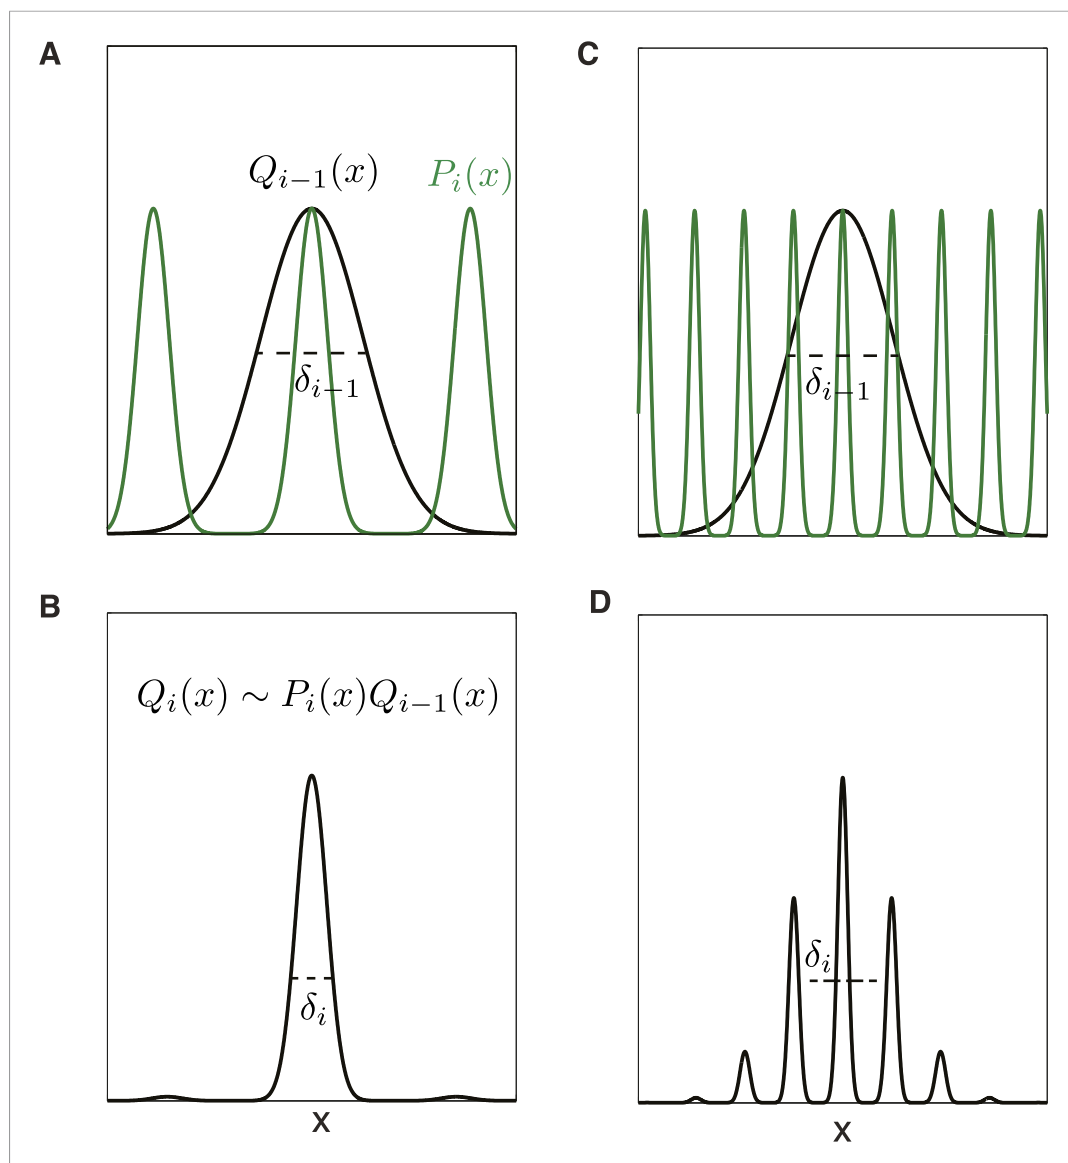 A
Q_{i−1}(x)
P_i(x)
δ_{i−1}
C
δ_{i−1}
B
Q_i(x) ∼ P_i(x)Q_{i−1}(x)
δ_i
X
D
δ_i
X